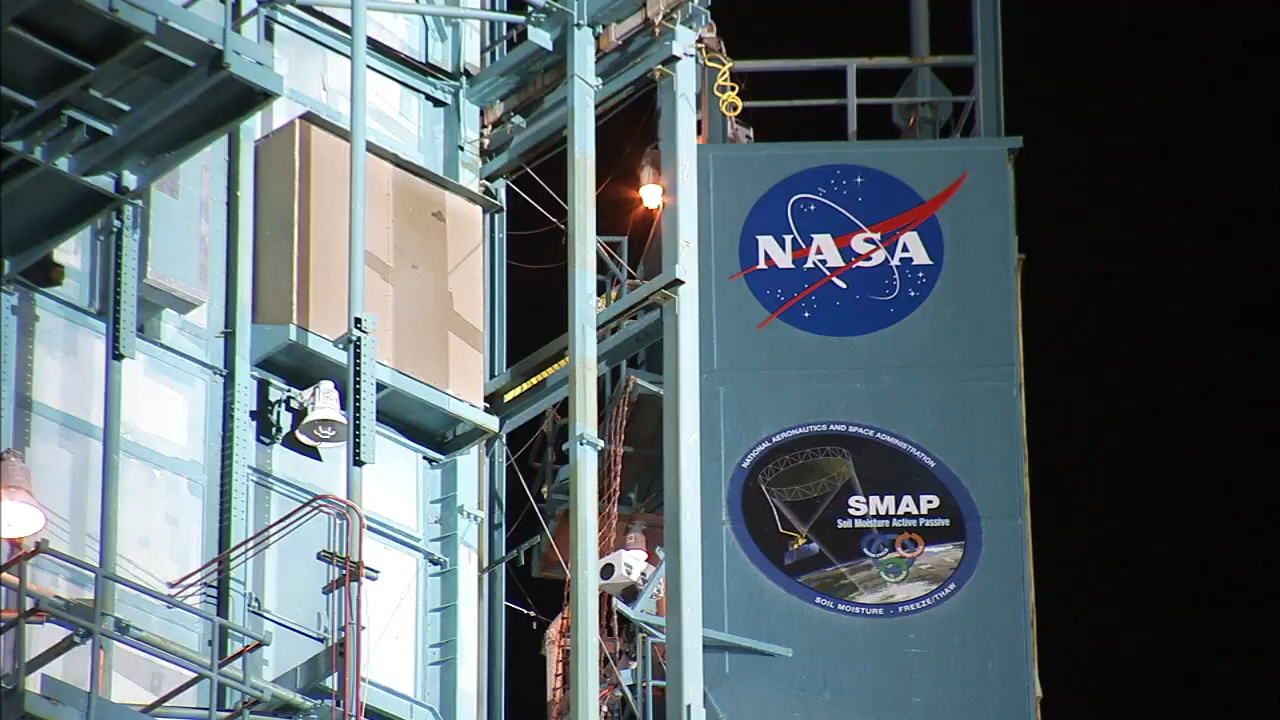 NASA
NATIONAL AERONAUTICS AND SPACE ADMINISTRATION
SMAP
Soil Moisture Active Passive
SOIL MOISTURE · FREEZE/THAW